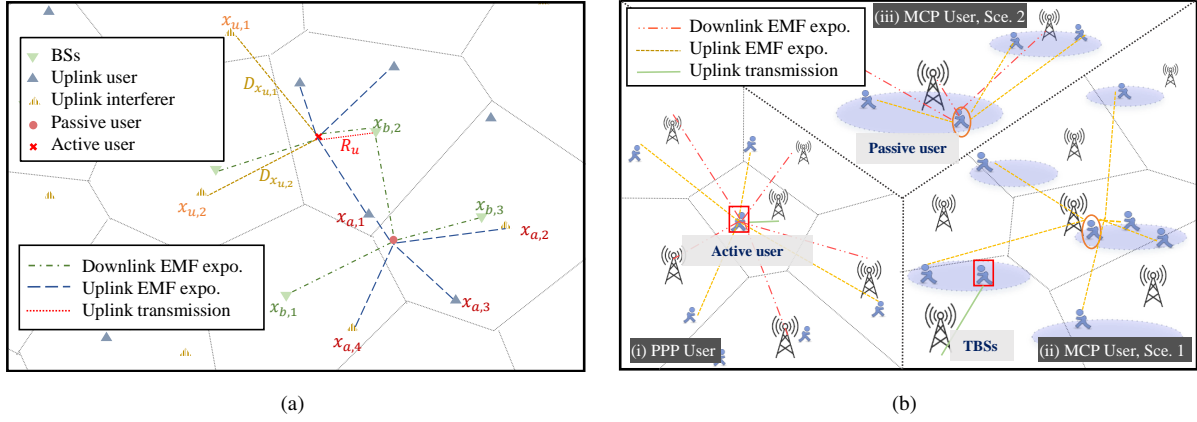 x_{u,1}
BSs
Uplink user
Uplink interferer
Passive user
Active user
D_{x_{u,1}}
x_{b,2}
R_u
D_{x_{u,2}}
x_{u,2}
x_{a,1}
x_{b,3}
x_{a,2}
Downlink EMF expo.
Uplink EMF expo.
Uplink transmission
x_{b,1}
x_{a,3}
x_{a,4}
(a)
Downlink EMF expo.
Uplink EMF expo.
Uplink transmission
(iii) MCP User, Sce. 2
Passive user
Active user
TBSs
(i) PPP User
(ii) MCP User, Sce. 1
(b)